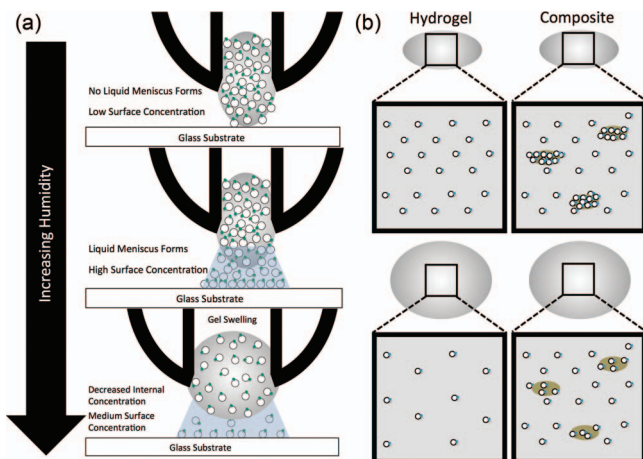 (a)
Increasing Humidity
No Liquid Meniscus Forms
Low Surface Concentration
Glass Substrate
Liquid Meniscus Forms
High Surface Concentration
Glass Substrate
Gel Swelling
Decreased Internal
Concentration
Medium Surface
Concentration
Glass Substrate
(b)
Hydrogel
Composite